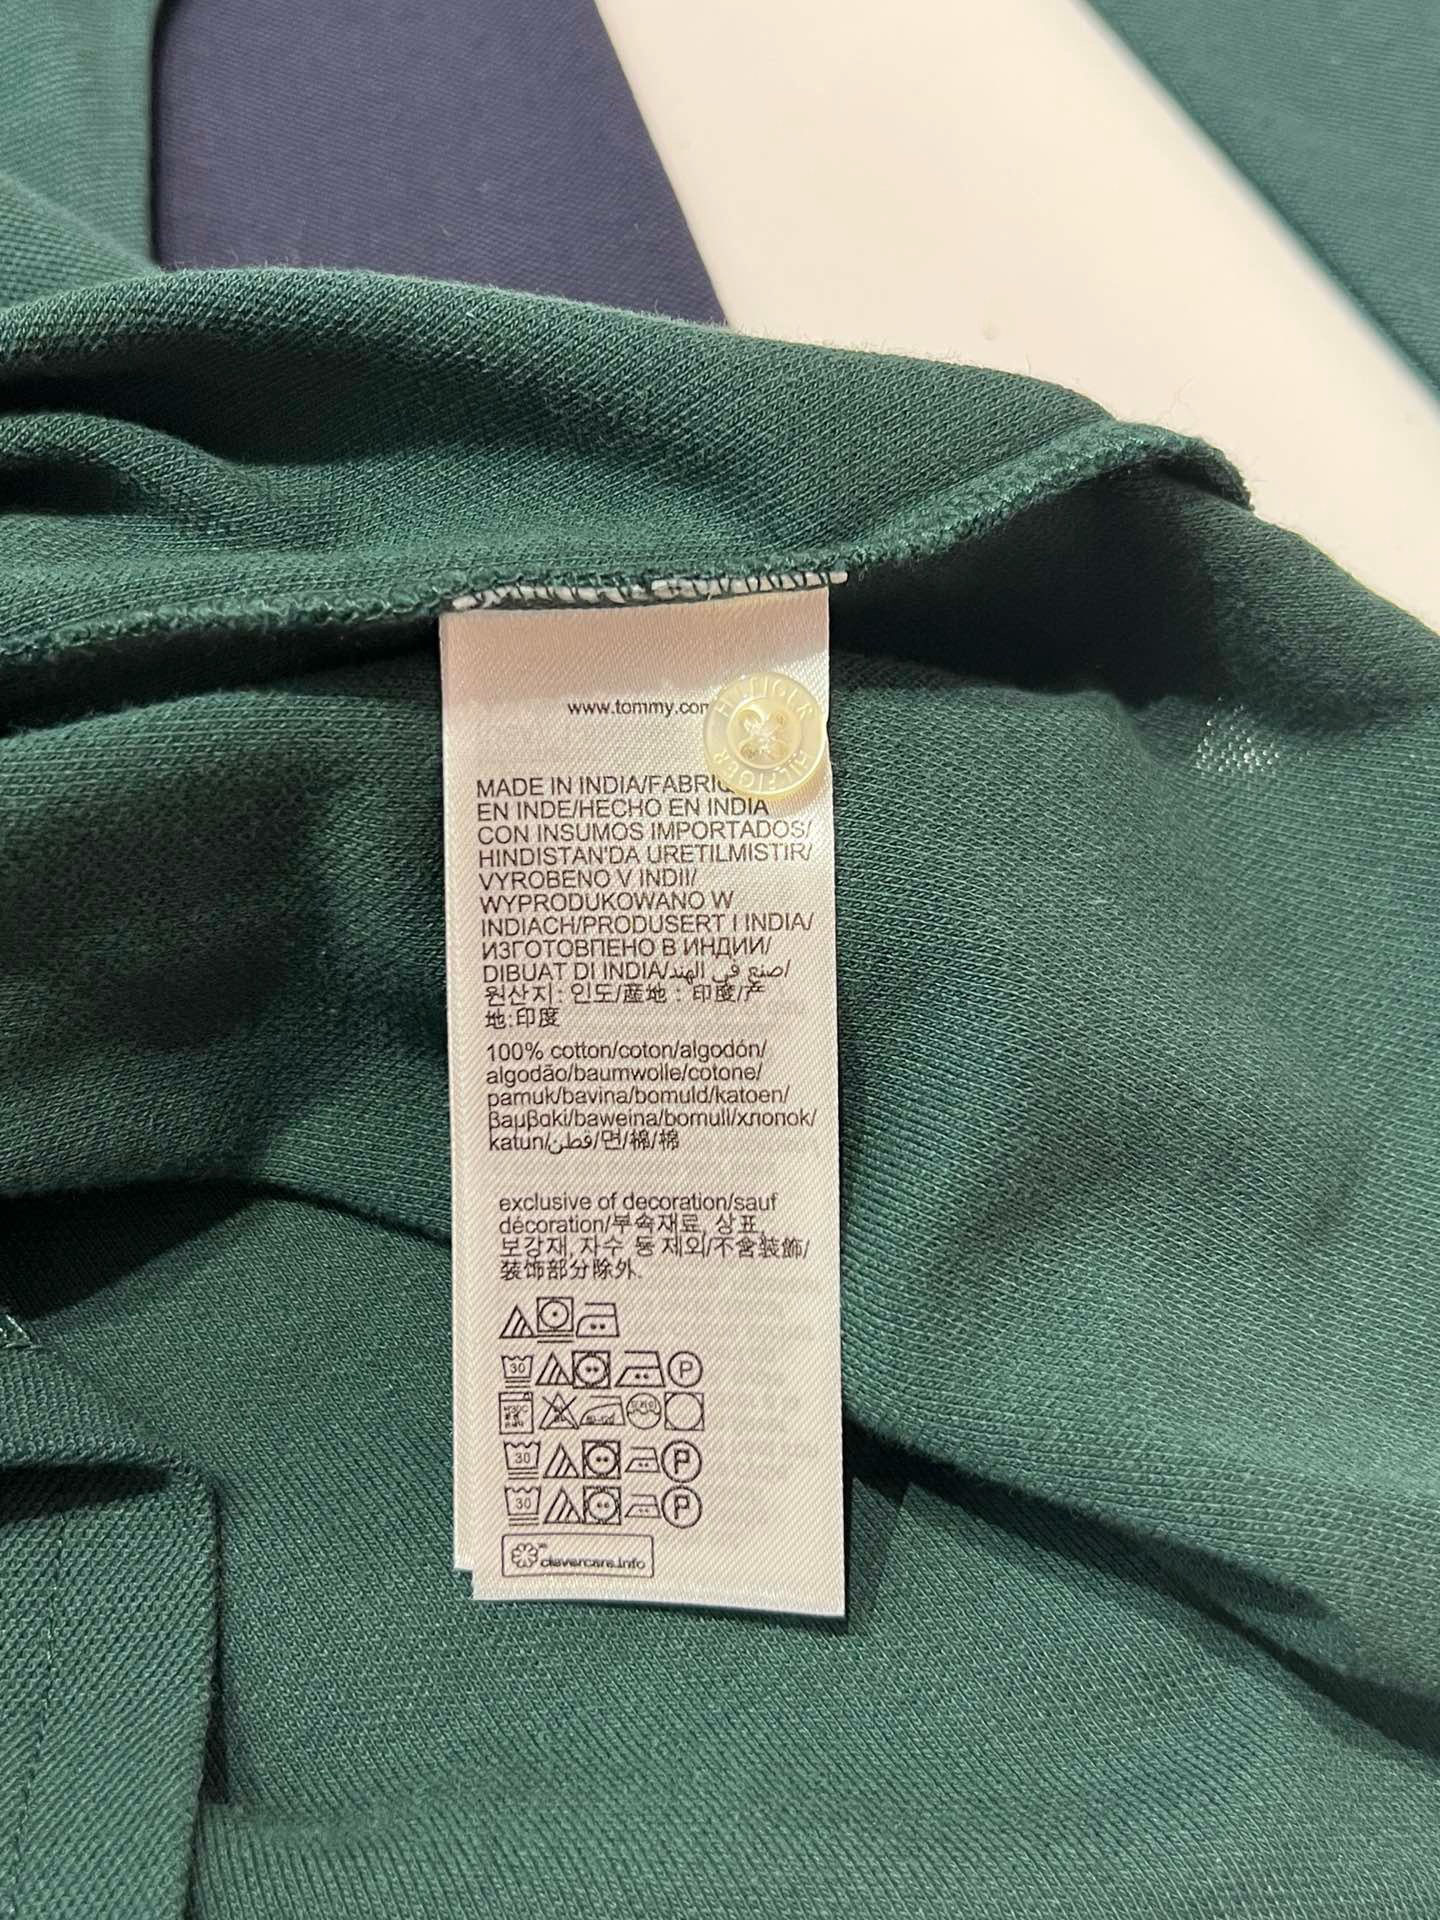 www.tommy.com
HILFIGER
HILFIGER
MADE IN INDIA/FABRIQ
EN INDE/HECHO EN INDIA
CON INSUMOS IMPORTADOS/
HINDISTAN'DA URETILMISTIR/
VYROBENO V INDII/
WYPRODUKOWANO W
INDIACH/PRODUSERT I INDIA/
ИЗГОТОВЛЕНО В ИНДИИ/
DIBUAT DI INDIA/صنع في الهند/
원산지: 인도/産地：印度/产
地:印度
100% cotton/coton/algodón/
algodão/baumwolle/cotone/
pamuk/bavlna/bomuld/katoen/
βαμβακι/bawełna/bomull/хлопок/
katun/قطن/면/棉/棉
exclusive of decoration/sauf
décoration/부속재료, 상표,
보강재, 자수 등 제외/不含裝飾/
装饰部分除外.
30 P
30 P
30 P
clevercare.info